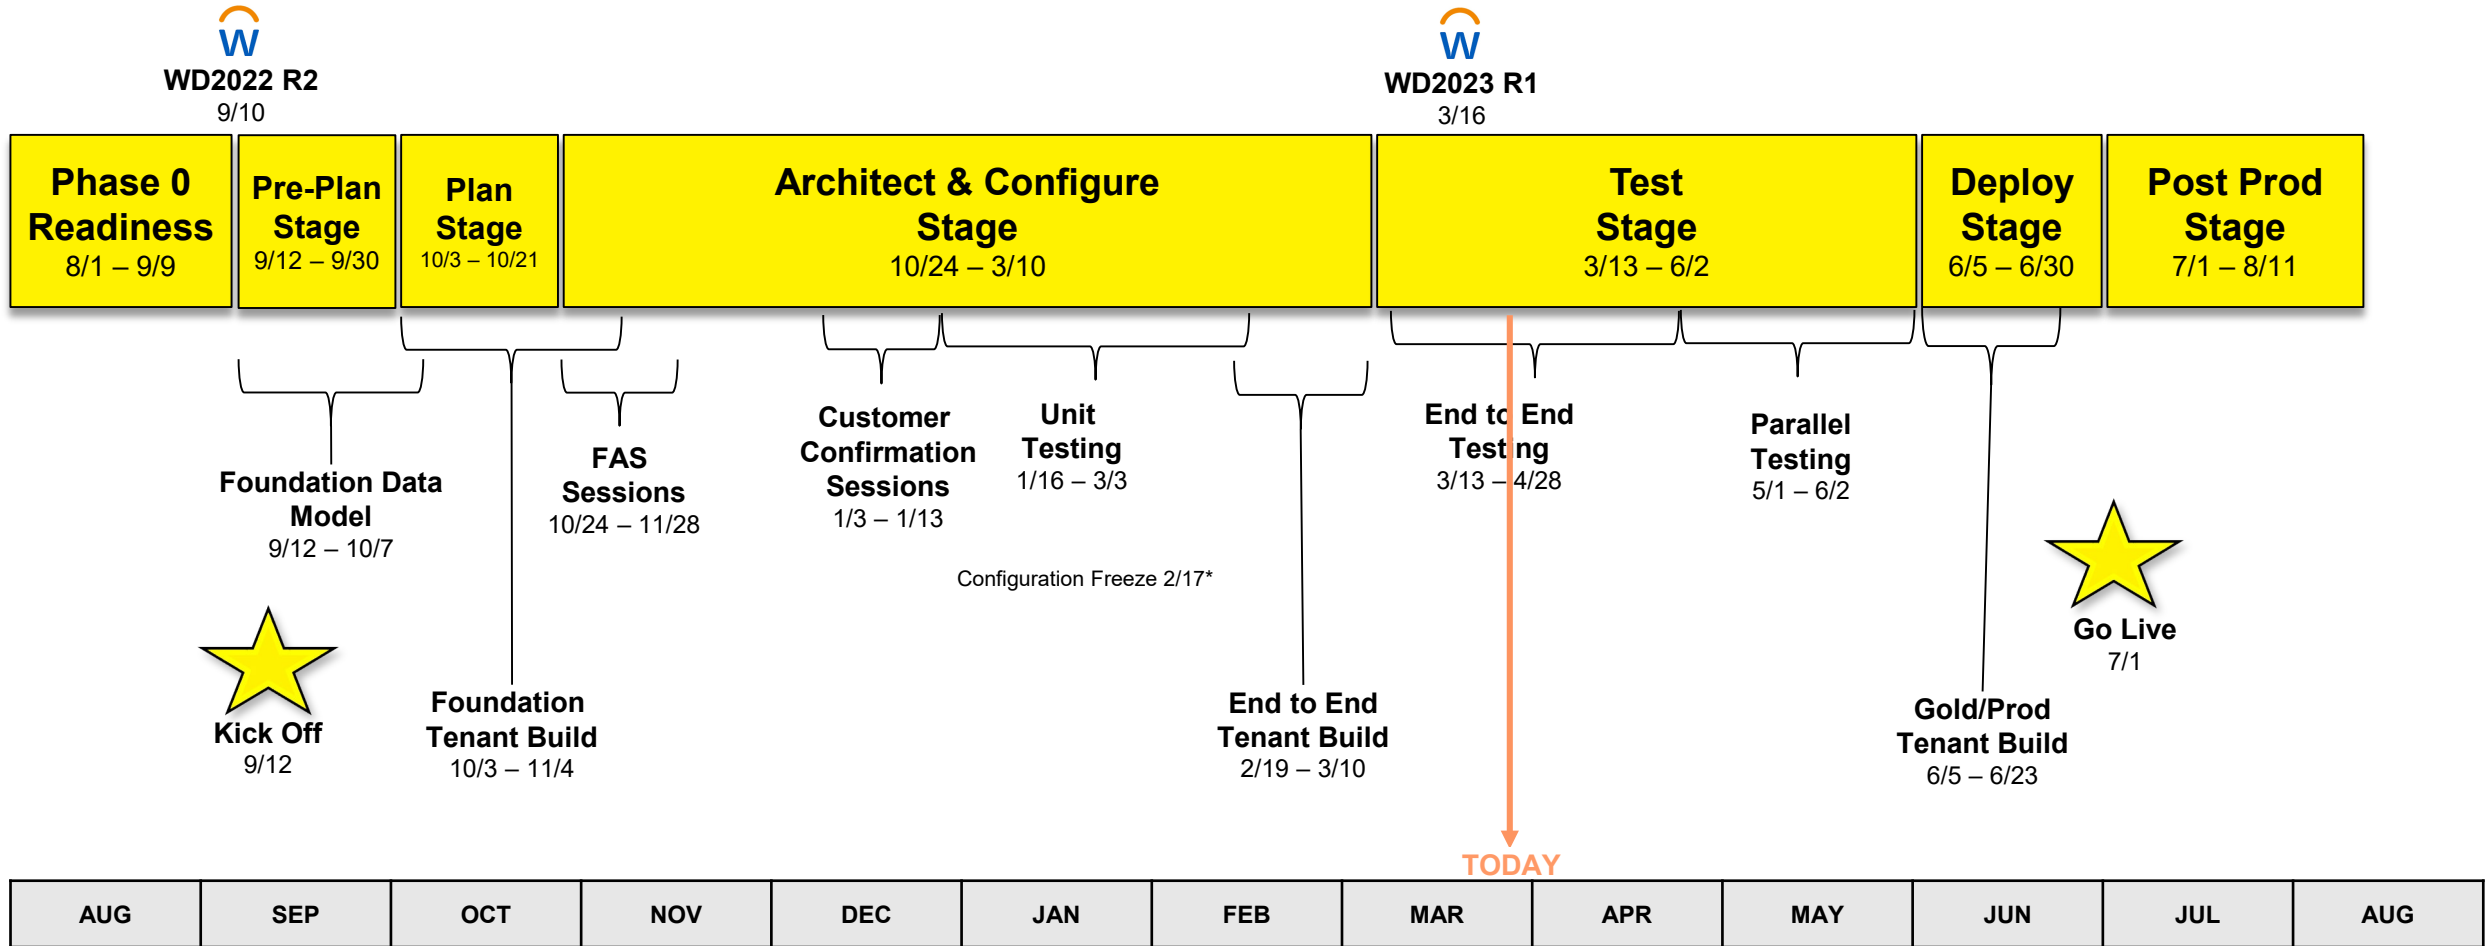 W
WD2022 R2
9/10
W
WD2023 R1
3/16
Phase 0
Readiness
8/1 – 9/9
Pre-Plan
Stage
9/12 – 9/30
Plan
Stage
10/3 – 10/21
Architect & Configure
Stage
10/24 – 3/10
Test
Stage
3/13 – 6/2
Deploy
Stage
6/5 – 6/30
Post Prod
Stage
7/1 – 8/11
Foundation Data
Model
9/12 – 10/7
FAS
Sessions
10/24 – 11/28
Customer
Confirmation
Sessions
1/3 – 1/13
Unit
Testing
1/16 – 3/3
Configuration Freeze 2/17*
End to End
Testing
3/13 – 4/28
Parallel
Testing
5/1 – 6/2
Kick Off
9/12
Foundation
Tenant Build
10/3 – 11/4
End to End
Tenant Build
2/19 – 3/10
Gold/Prod
Tenant Build
6/5 – 6/23
Go Live
7/1
TODAY
AUG SEP OCT NOV DEC JAN FEB MAR APR MAY JUN JUL AUG